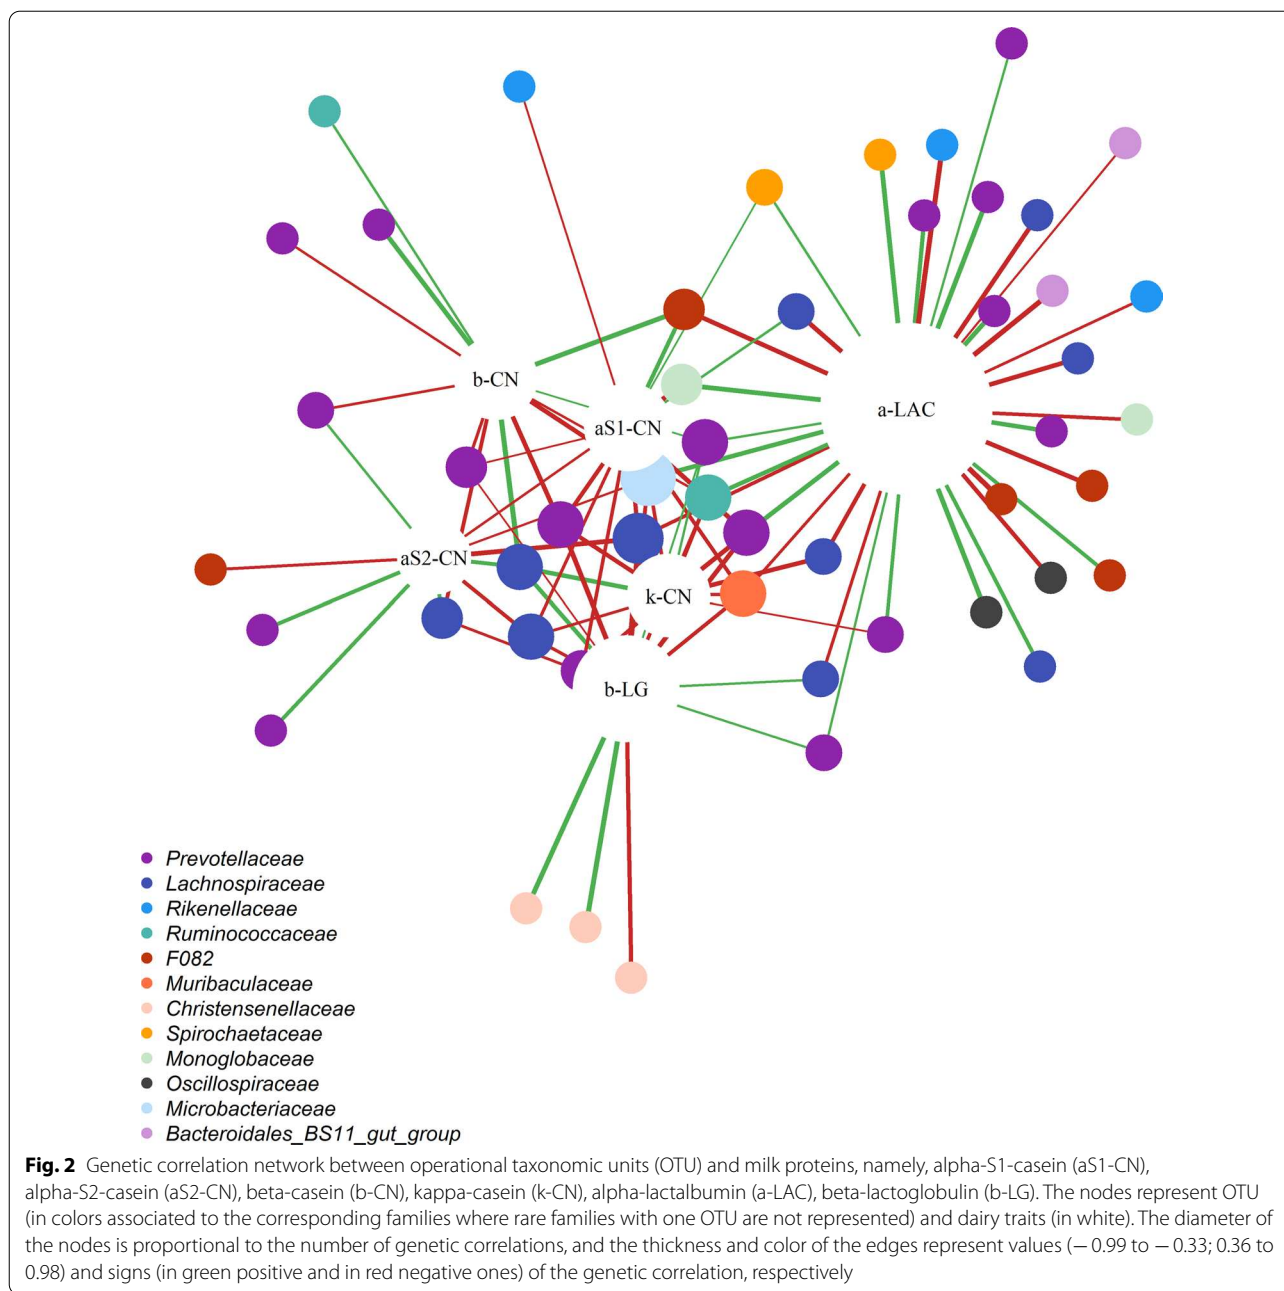 b-CN
aS1-CN
a-LAC
aS2-CN
k-CN
b-LG
Prevotellaceae
Lachnospiraceae
Rikenellaceae
Ruminococcaceae
F082
Muribaculaceae
Christensenellaceae
Spirochaetaceae
Monoglobaceae
Oscillospiraceae
Microbacteriaceae
Bacteroidales_BS11_gut_group
Fig. 2 Genetic correlation network between operational taxonomic units (OTU) and milk proteins, namely, alpha-S1-casein (aS1-CN),
alpha-S2-casein (aS2-CN), beta-casein (b-CN), kappa-casein (k-CN), alpha-lactalbumin (a-LAC), beta-lactoglobulin (b-LG). The nodes represent OTU
(in colors associated to the corresponding families where rare families with one OTU are not represented) and dairy traits (in white). The diameter of
the nodes is proportional to the number of genetic correlations, and the thickness and color of the edges represent values (− 0.99 to − 0.33; 0.36 to
0.98) and signs (in green positive and in red negative ones) of the genetic correlation, respectively